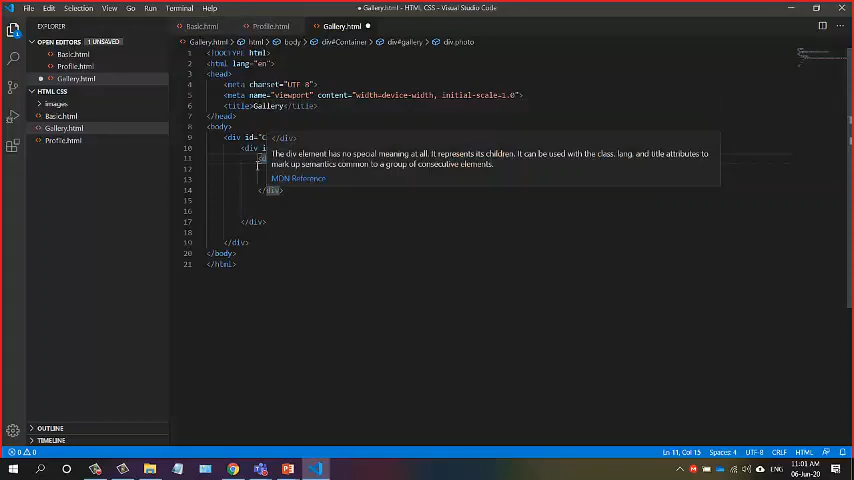 File Edit Selection View Go Run Terminal Help
● Gallery.html - Visual Studio Code
EXPLORER
Basic.html
Profile.html
Gallery.html
OPEN EDITORS 1 UNSAVED
Basic.html
Profile.html
Gallery.html
HTML CSS
images
Basic.html
Gallery.html
Profile.html
OUTLINE
TIMELINE
Gallery.html > html > body > div#Container > div#gallery > div.photo
1 <!DOCTYPE html>
2 <html lang="en">
3 <head>
4 <meta charset="UTF 8">
5 <meta name="viewport" content="width=device-width, initial-scale=1.0">
6 <title>Gallery</title>
7 </head>
8 <body>
9 <div id="C
10 <div i
11 <d
</div>
The div element has no special meaning at all. It represents its children. It can be used with the class, lang, and title attributes to
mark up semantics common to a group of consecutive elements.
MDN Reference
12
13
14 </div>
15
16
17 </div>
18
19 </div>
20 </body>
21 </html>
0 0
Ln 11, Col 15 Spaces: 4 UTF-8 CRLF HTML
11:01 AM
06-Jun-20